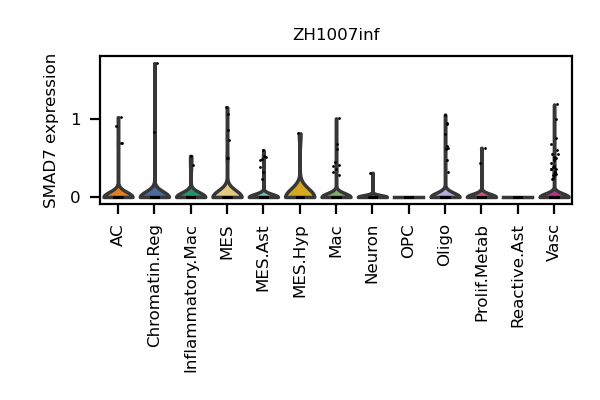 ZH1007inf
SMAD7 expression
1
0
AC
Chromatin.Reg
Inflammatory.Mac
MES
MES.Ast
MES.Hyp
Mac
Neuron
OPC
Oligo
Prolif.Metab
Reactive.Ast
Vasc